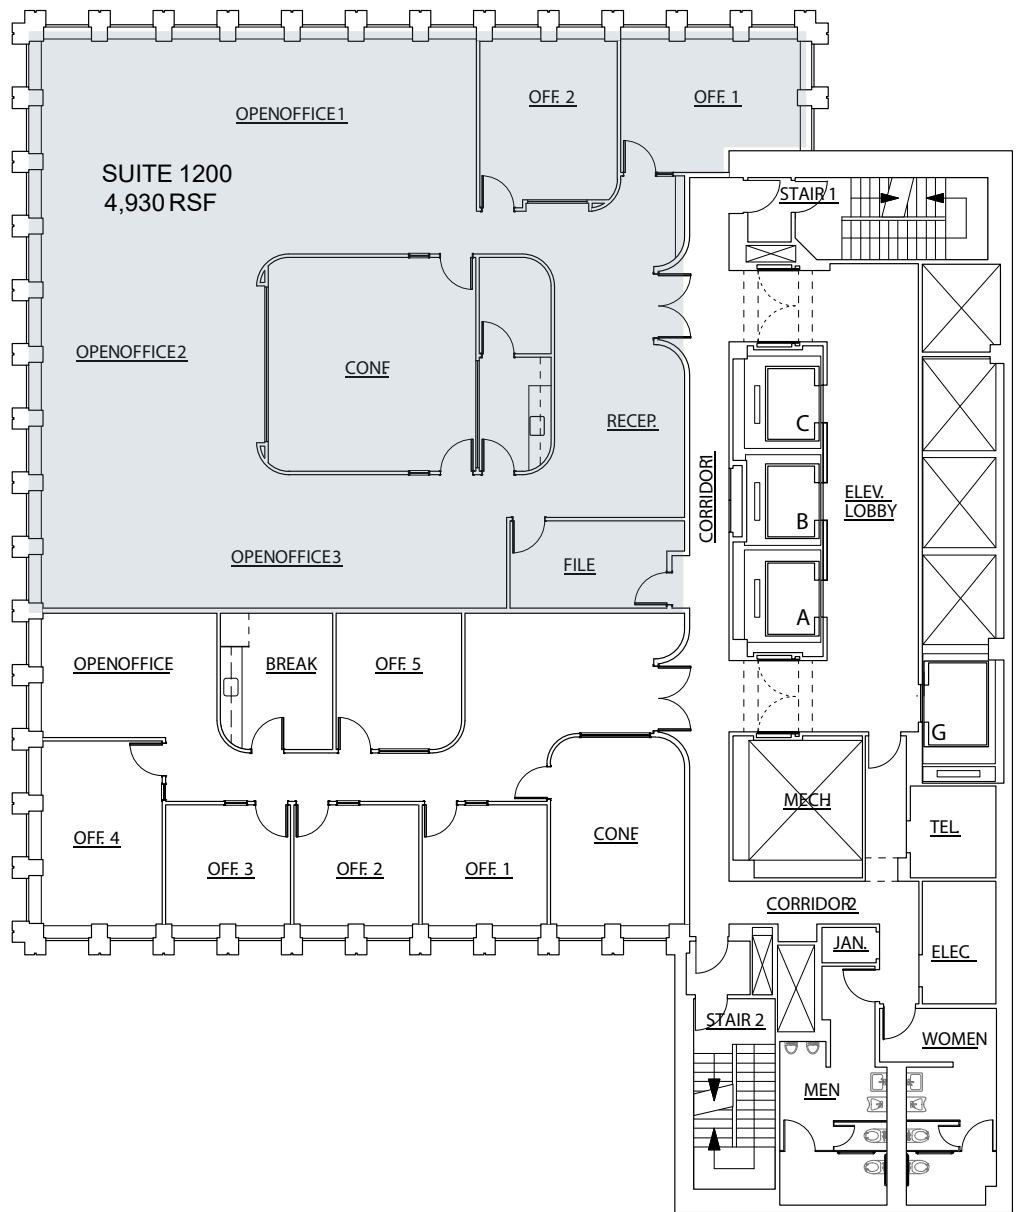 OPENOFFICE1
OFF. 2
OFF. 1
SUITE 1200
4,930 RSF
STAIR 1
OPENOFFICE2
CONF
RECEP.
CORRIDOR1
C
B
A
ELEV.
LOBBY
OPENOFFICE3
FILE
OPENOFFICE
BREAK
OFF. 5
G
MECH.
TEL.
OFF. 4
OFF. 3
OFF. 2
OFF. 1
CONF
CORRIDOR2
JAN.
ELEC.
STAIR 2
WOMEN
MEN